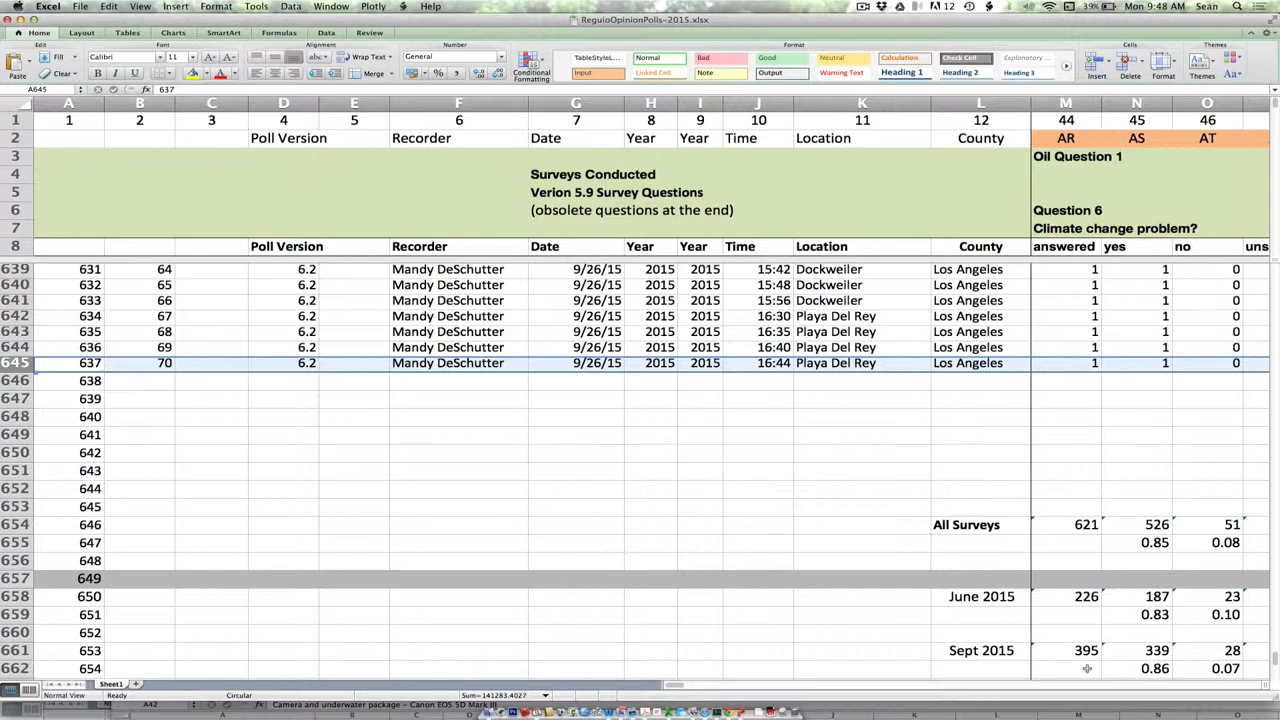 Excel File Edit View Insert Format Tools Data Window Plotly Help 12 39% Wed 9:48 AM Sean
ReguioOpinionPolls-2015.xlsx
Home Layout Tables Charts SmartArt Formulas Data Review
Edit Font Alignment Number Format Cells Themes
Paste Fill Clear Calibri (Body) 11 abc Wrap Text General Merge
B I U A %
Conditional Formatting
TableStyleL... Normal Bad Good Neutral Calculation Check Cell Explanatory ...
Input Linked Cell Note Output Warning Text Heading 1 Heading 2 Heading 3
Insert Delete Format Themes Aa
A645 fx 637
A B C D E F G H I J K L M N O
1 1 2 3 4 5 6 7 8 9 10 11 12 44 45 46
2 Poll Version Recorder Date Year Year Time Location County AR AS AT
3 Oil Question 1
4 Surveys Conducted
5 Verion 5.9 Survey Questions
6 (obsolete questions at the end) Question 6
7 Climate change problem?
8 Poll Version Recorder Date Year Year Time Location County answered yes no uns
639 631 64 6.2 Mandy DeSchutter 9/26/15 2015 2015 15:42 Dockweiler Los Angeles 1 1 0
640 632 65 6.2 Mandy DeSchutter 9/26/15 2015 2015 15:48 Dockweiler Los Angeles 1 1 0
641 633 66 6.2 Mandy DeSchutter 9/26/15 2015 2015 15:56 Dockweiler Los Angeles 1 1 0
642 634 67 6.2 Mandy DeSchutter 9/26/15 2015 2015 16:30 Playa Del Rey Los Angeles 1 1 0
643 635 68 6.2 Mandy DeSchutter 9/26/15 2015 2015 16:35 Playa Del Rey Los Angeles 1 1 0
644 636 69 6.2 Mandy DeSchutter 9/26/15 2015 2015 16:40 Playa Del Rey Los Angeles 1 1 0
645 637 70 6.2 Mandy DeSchutter 9/26/15 2015 2015 16:44 Playa Del Rey Los Angeles 1 1 0
646 638
647 639
648 640
649 641
650 642
651 643
652 644
653 645
654 646 All Surveys 621 526 51
655 647 0.85 0.08
656 648
657 649
658 650 June 2015 226 187 23
659 651 0.83 0.10
660 652
661 653 Sept 2015 395 339 28
662 654 0.86 0.07
Sheet1
Normal View Ready Circular Sum=141283.4027
A42 fx Camera and underwater package - Canon EOS 5D Mark III